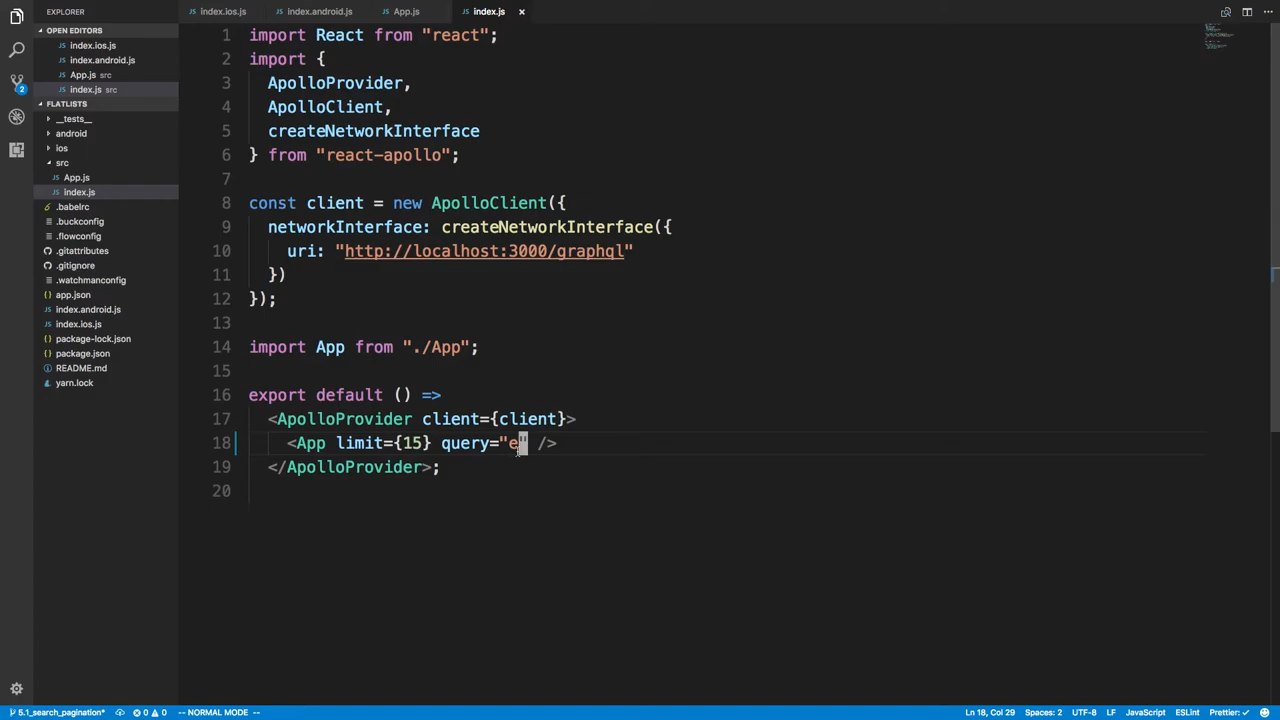 EXPLORER
index.ios.js
index.android.js
App.js
index.js
OPEN EDITORS
index.ios.js
index.android.js
App.js src
index.js src
FLATLISTS
__tests__
android
ios
src
App.js
index.js
.babelrc
.buckconfig
.flowconfig
.gitattributes
.gitignore
.watchmanconfig
app.json
index.android.js
index.ios.js
package-lock.json
package.json
README.md
yarn.lock
2
1 import React from "react";
2 import {
3 ApolloProvider,
4 ApolloClient,
5 createNetworkInterface
6 } from "react-apollo";
7
8 const client = new ApolloClient({
9 networkInterface: createNetworkInterface({
10 uri: "http://localhost:3000/graphql"
11 })
12 });
13
14 import App from "./App";
15
16 export default () =>
17 <ApolloProvider client={client}>
18 <App limit={15} query="e" />
19 </ApolloProvider>;
20
5.1_search_pagination* 0 0 -- NORMAL MODE -- Ln 18, Col 29 Spaces: 2 UTF-8 LF JavaScript ESLint Prettier: ✓